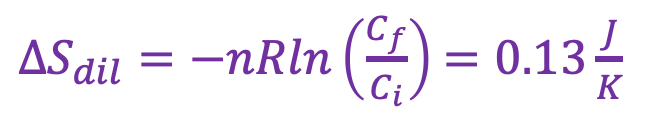 ΔS_dil = −nRln(C_f/C_i) = 0.13 J/K